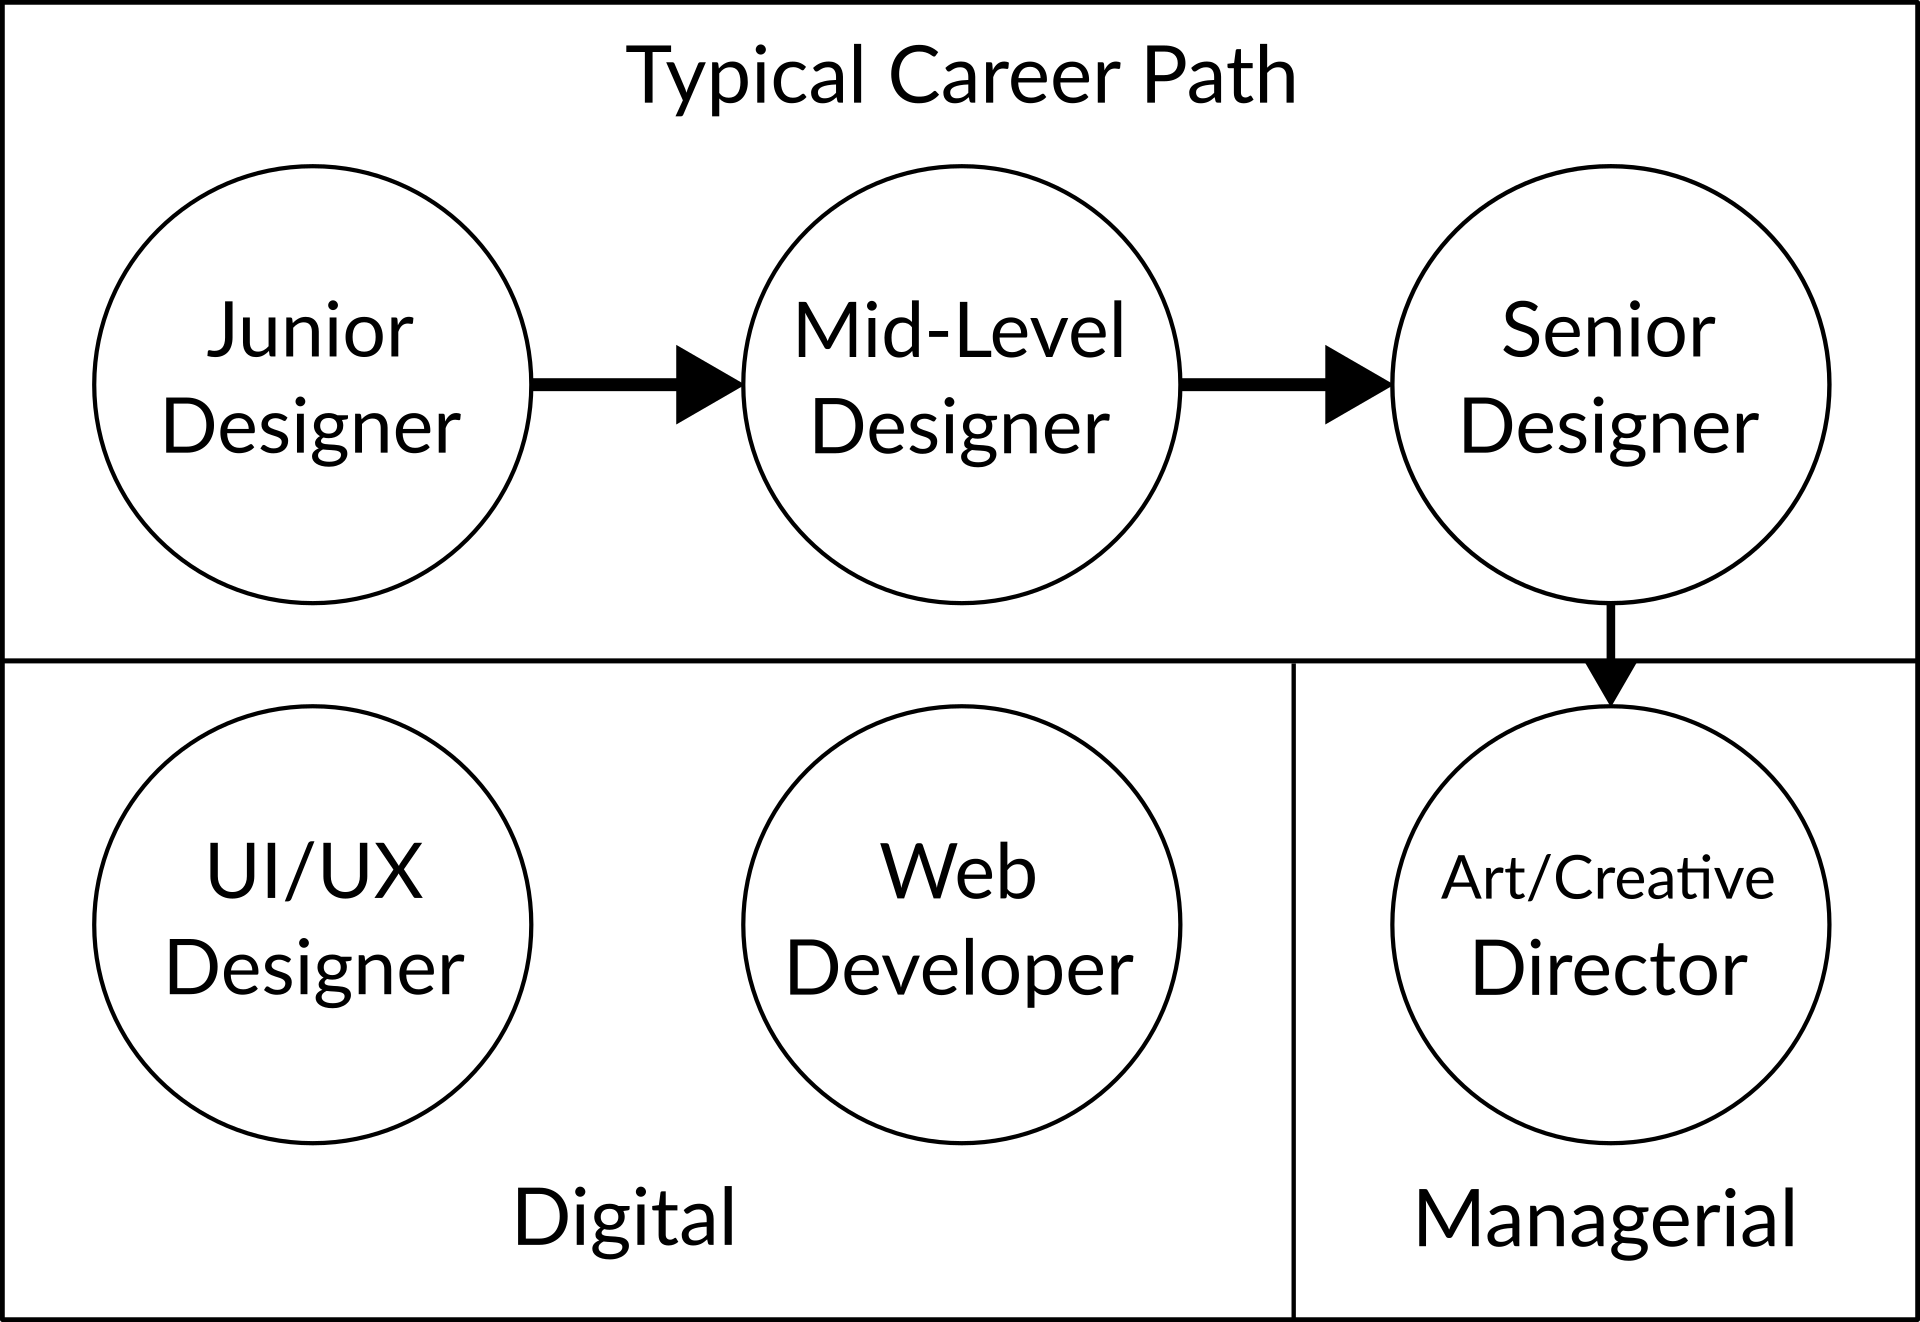 Typical Career Path
Junior
Designer
Mid-Level
Designer
Senior
Designer
UI/UX
Designer
Web
Developer
Art/Creative
Director
Digital
Managerial